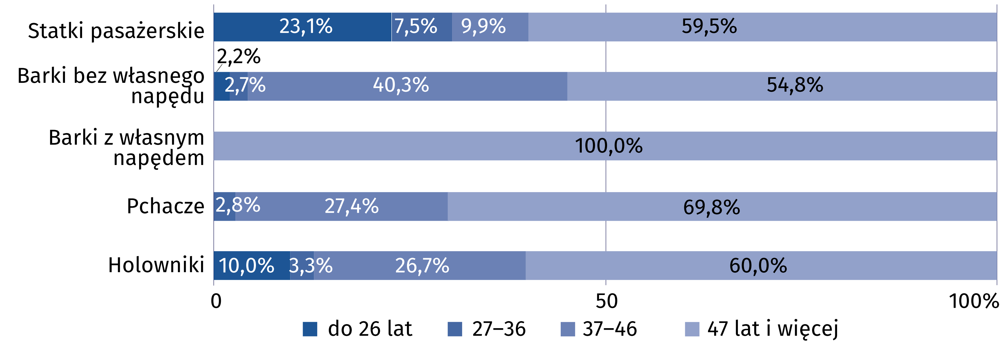 Statki pasażerskie
23,1% 7,5% 9,9% 59,5%
2,2%
Barki bez własnego
napędu
2,7% 40,3% 54,8%
Barki z własnym
napędem
100,0%
Pchacze
2,8% 27,4% 69,8%
Holowniki
10,0% 3,3% 26,7% 60,0%
0 50 100%
do 26 lat 27–36 37–46 47 lat i więcej